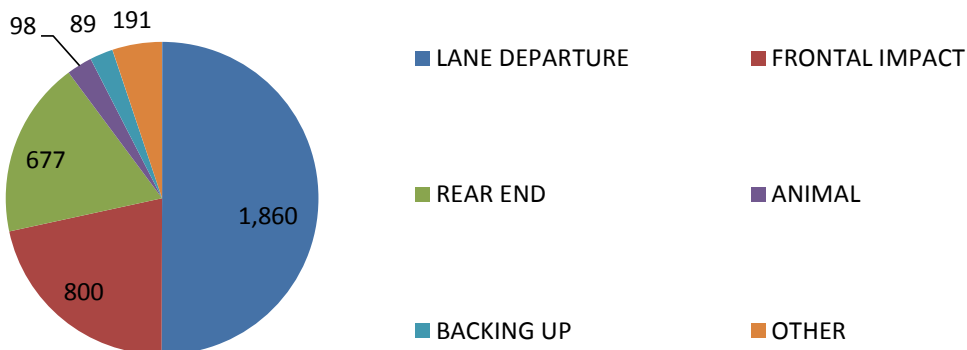 98 89 191
LANE DEPARTURE FRONTAL IMPACT
677
REAR END ANIMAL
1,860
800
BACKING UP OTHER